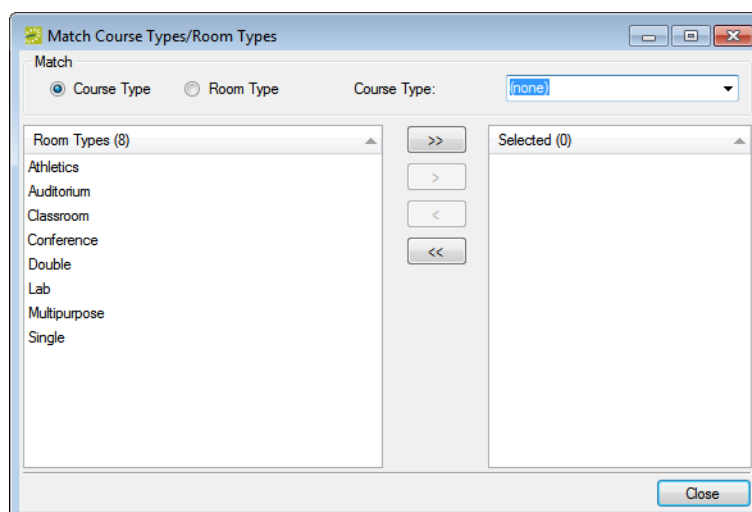 Match Course Types/Room Types
Match
Course Type Room Type Course Type: (none)
Room Types (8) >> Selected (0)
Athletics
>
Auditorium
Classroom <
Conference
<<
Double
Lab
Multipurpose
Single
Close